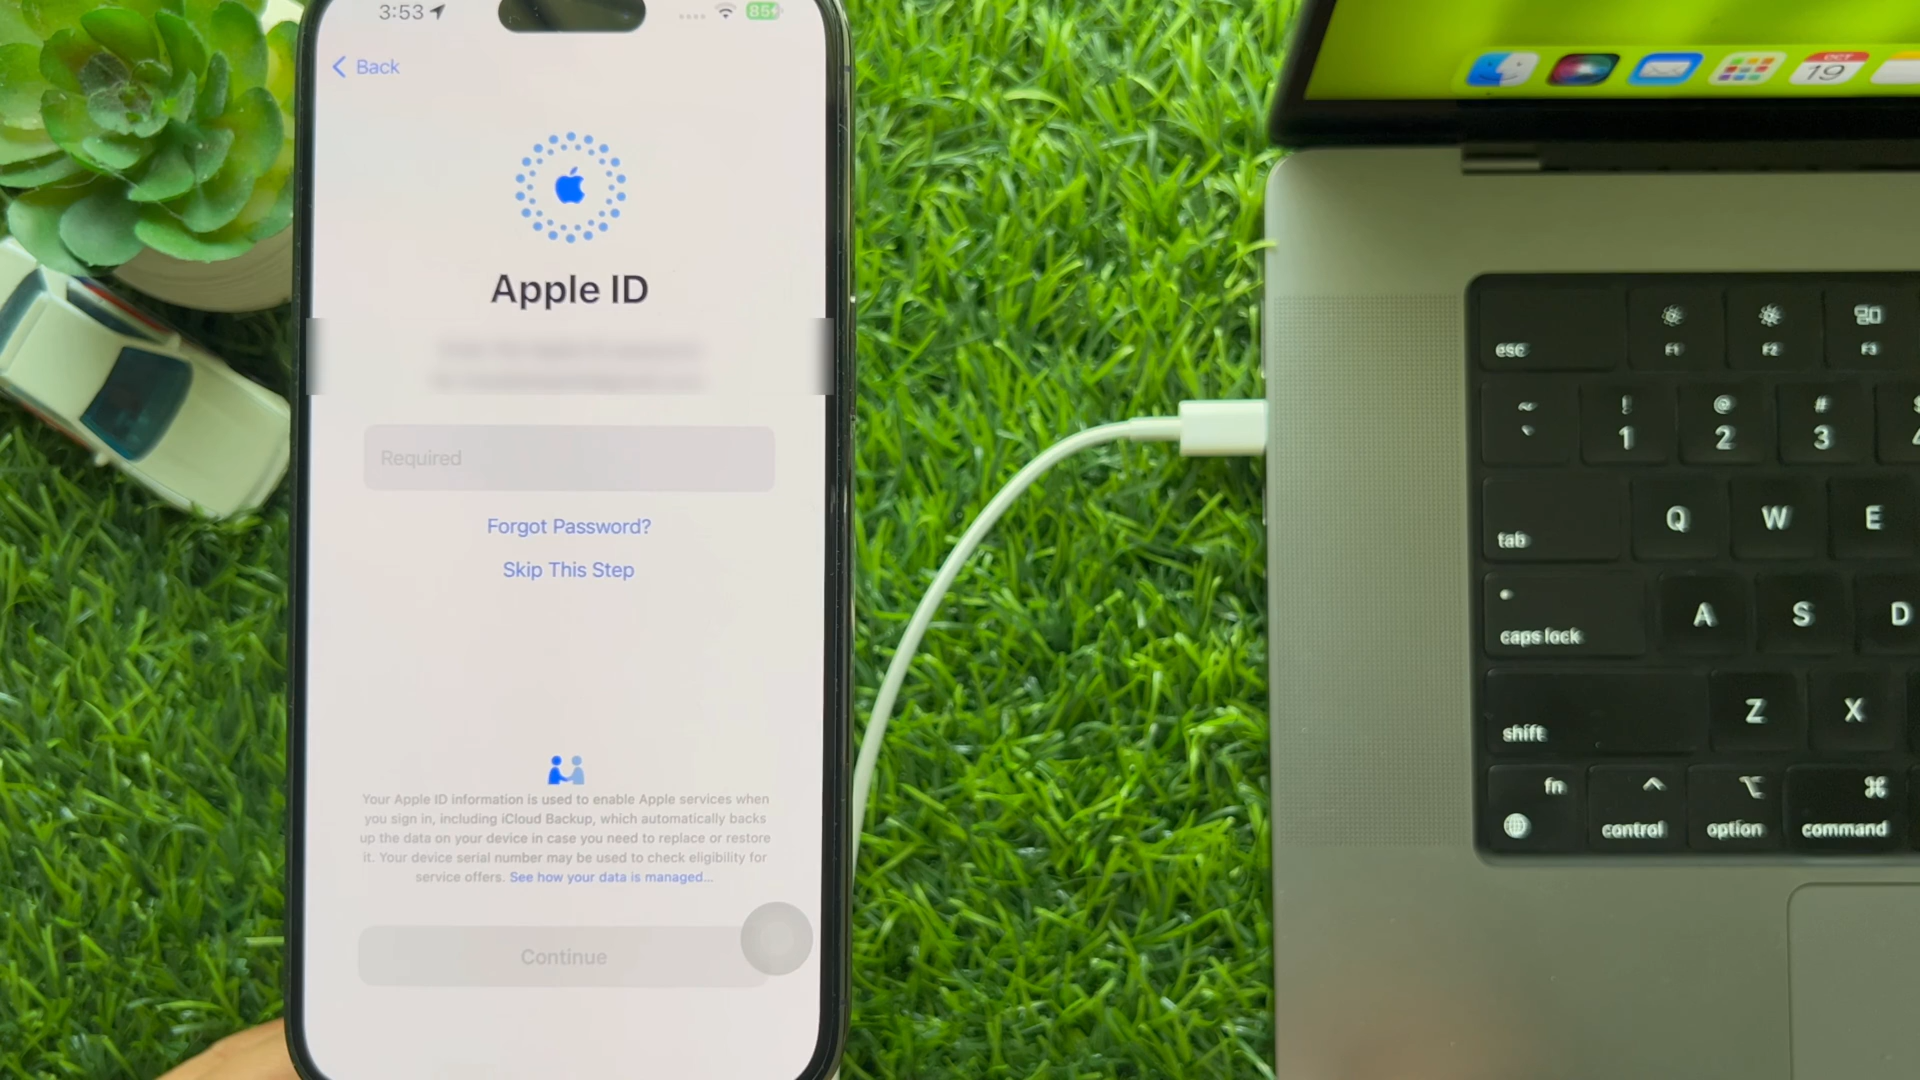 3:53
85
Back
Apple ID
Required
Forgot Password?
Skip This Step
Your Apple ID information is used to enable Apple services when
you sign in, including iCloud Backup, which automatically backs
up the data on your device in case you need to replace or restore
it. Your device serial number may be used to check eligibility for
service offers. See how your data is managed...
Continue
OCT
19
esc
F1
F2
F3
~
` ! 1 @ 2 # 3
tab Q W E
caps lock A S D
shift Z X
fn
control
^
option
⌥
command
⌘